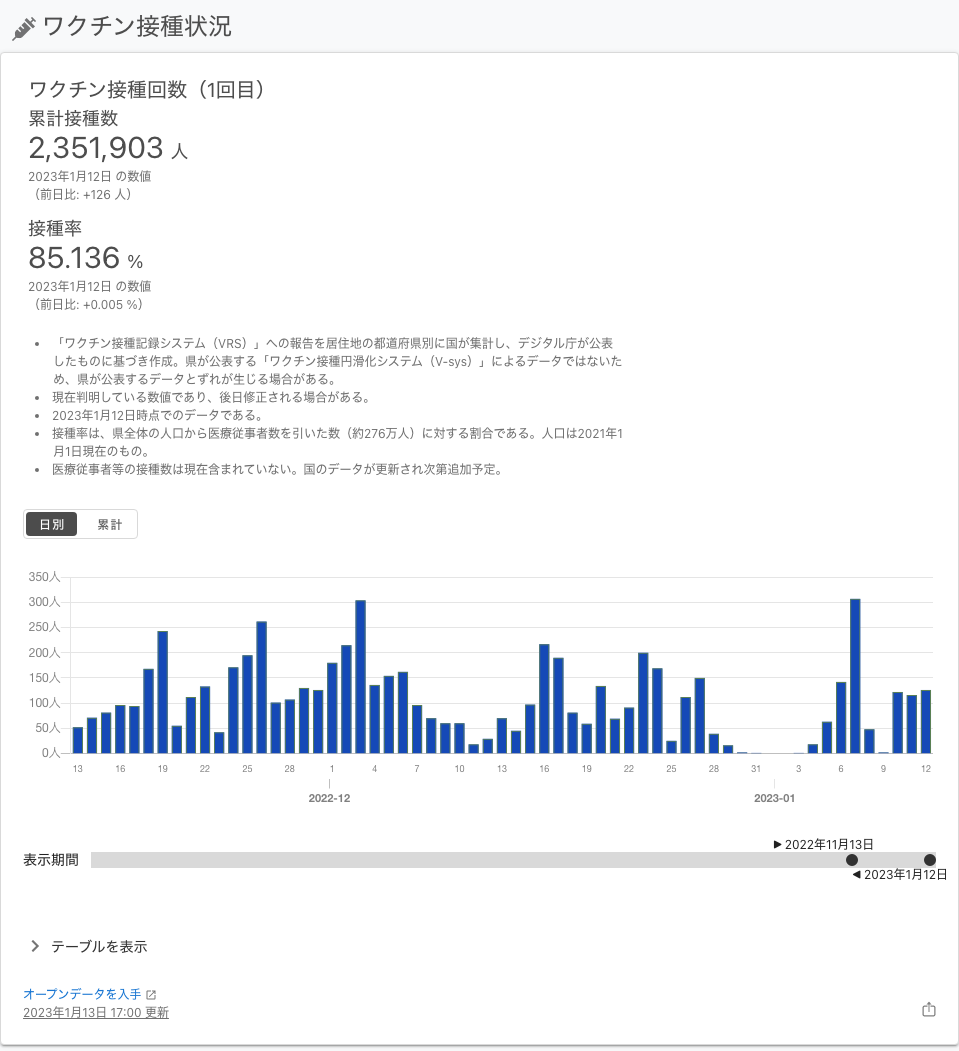 ワクチン接種状況
ワクチン接種回数（1回目）
累計接種数
2,351,903 人
2023年1月12日 の数値
（前日比: +126 人）
接種率
85.136 %
2023年1月12日 の数値
（前日比: +0.005 %）
• 「ワクチン接種記録システム（VRS）」への報告を居住地の都道府県別に国が集計し、デジタル庁が公表
したものに基づき作成。県が公表する「ワクチン接種円滑化システム（V-sys）」によるデータではないた
め、県が公表するデータとずれが生じる場合がある。
• 現在判明している数値であり、後日修正される場合がある。
• 2023年1月12日時点でのデータである。
• 接種率は、県全体の人口から医療従事者数を引いた数（約276万人）に対する割合である。人口は2021年1
月1日現在のもの。
• 医療従事者等の接種数は現在含まれていない。国のデータが更新され次第追加予定。
日別 累計
350人
300人
250人
200人
150人
100人
50人
0人
13 16 19 22 25 28 1 4 7 10 13 16 19 22 25 28 31 3 6 9 12
2022-12 2023-01
▶ 2022年11月13日
表示期間
◀ 2023年1月12日
テーブルを表示
オープンデータを入手
2023年1月13日 17:00 更新